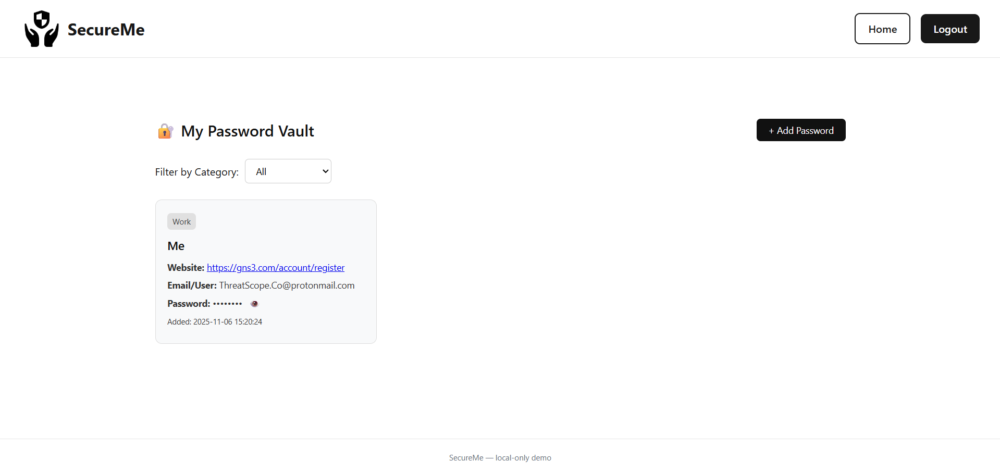 SecureMe
Home
Logout
My Password Vault
+ Add Password
Filter by Category:
All
Work
Me
Website: https://gns3.com/account/register
Email/User: ThreatScope.Co@protonmail.com
Password: ••••••••
Added: 2025-11-06 15:20:24
SecureMe — local-only demo